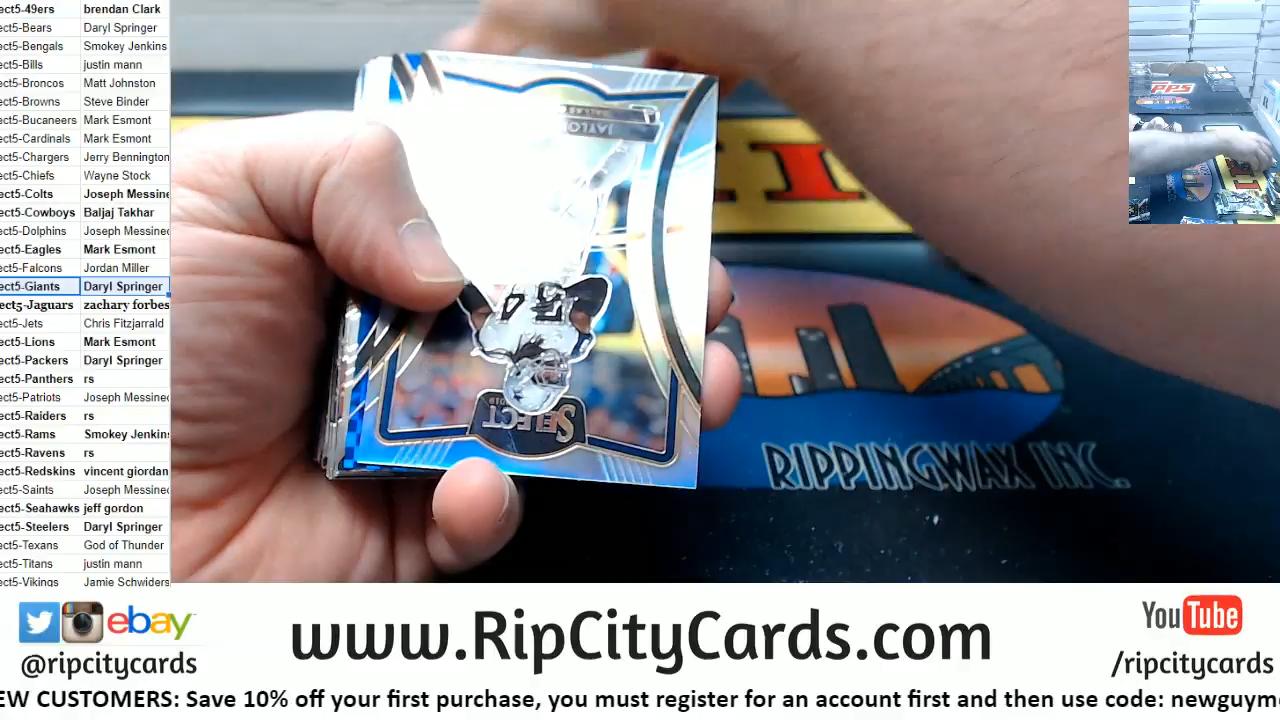 ect5-49ers brendan Clark
ect5-Bears Daryl Springer
ect5-Bengals Smokey Jenkins
ect5-Bills justin mann
ect5-Broncos Matt Johnston
ect5-Browns Steve Binder
ect5-Bucaneers Mark Esmont
ect5-Cardinals Mark Esmont
ect5-Chargers Jerry Bennington
ect5-Chiefs Wayne Stock
ect5-Colts Joseph Messine
ect5-Cowboys Baljaj Takhar
ect5-Dolphins Joseph Messinec
ect5-Eagles Mark Esmont
ect5-Falcons Jordan Miller
ect5-Giants Daryl Springer
ect5-Jaguars zachary forbes
ect5-Jets Chris Fitzjarrald
ect5-Lions Mark Esmont
ect5-Packers Daryl Springer
ect5-Panthers rs
ect5-Patriots Joseph Messinec
ect5-Raiders rs
ect5-Rams Smokey Jenkins
ect5-Ravens rs
ect5-Redskins vincent giordan
ect5-Saints Joseph Messinec
ect5-Seahawks jeff gordon
ect5-Steelers Daryl Springer
ect5-Texans God of Thunder
ect5-Titans justin mann
ect5-Vikings Jamie Schwiders
JAYLO
SELECT
RIPPINGWAX INC.
PPS
ebay
@ripcitycards
www.RipCityCards.com
YouTube
/ripcitycards
EW CUSTOMERS: Save 10% off your first purchase, you must register for an account first and then use code: newguym